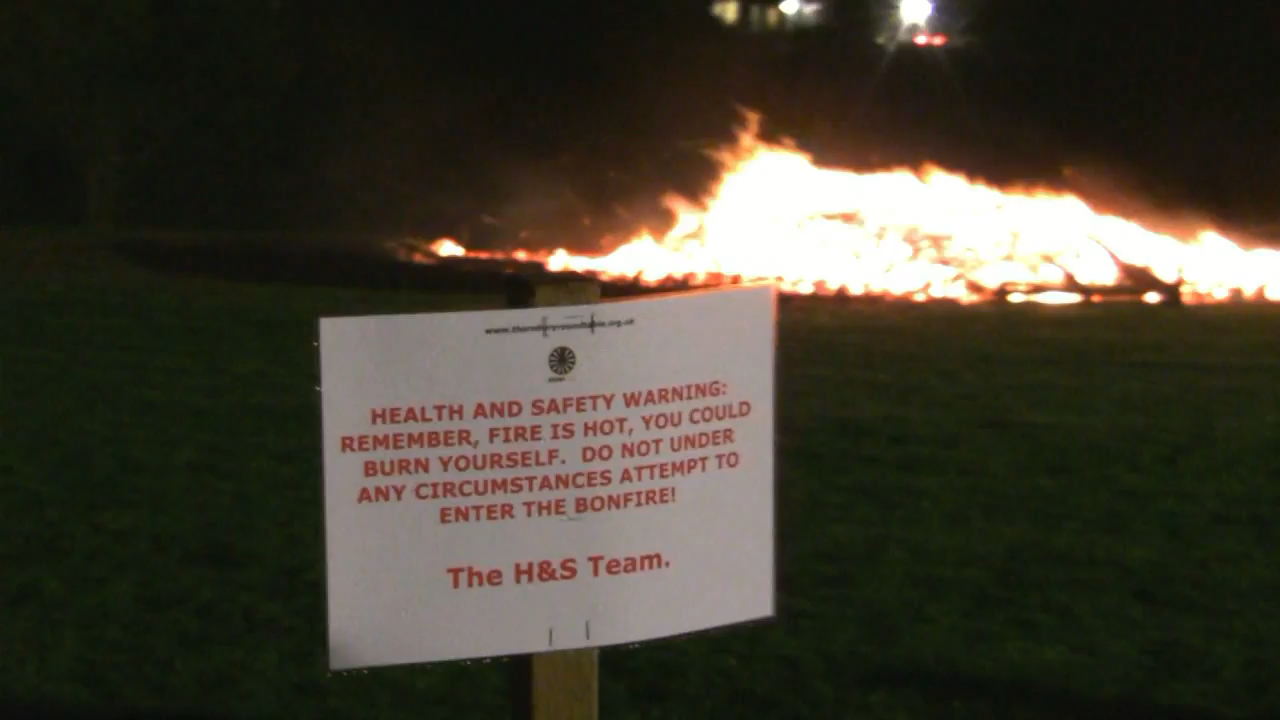 HEALTH AND SAFETY WARNING:
REMEMBER, FIRE IS HOT, YOU COULD
BURN YOURSELF. DO NOT UNDER
ANY CIRCUMSTANCES ATTEMPT TO
ENTER THE BONFIRE!
The H&S Team.